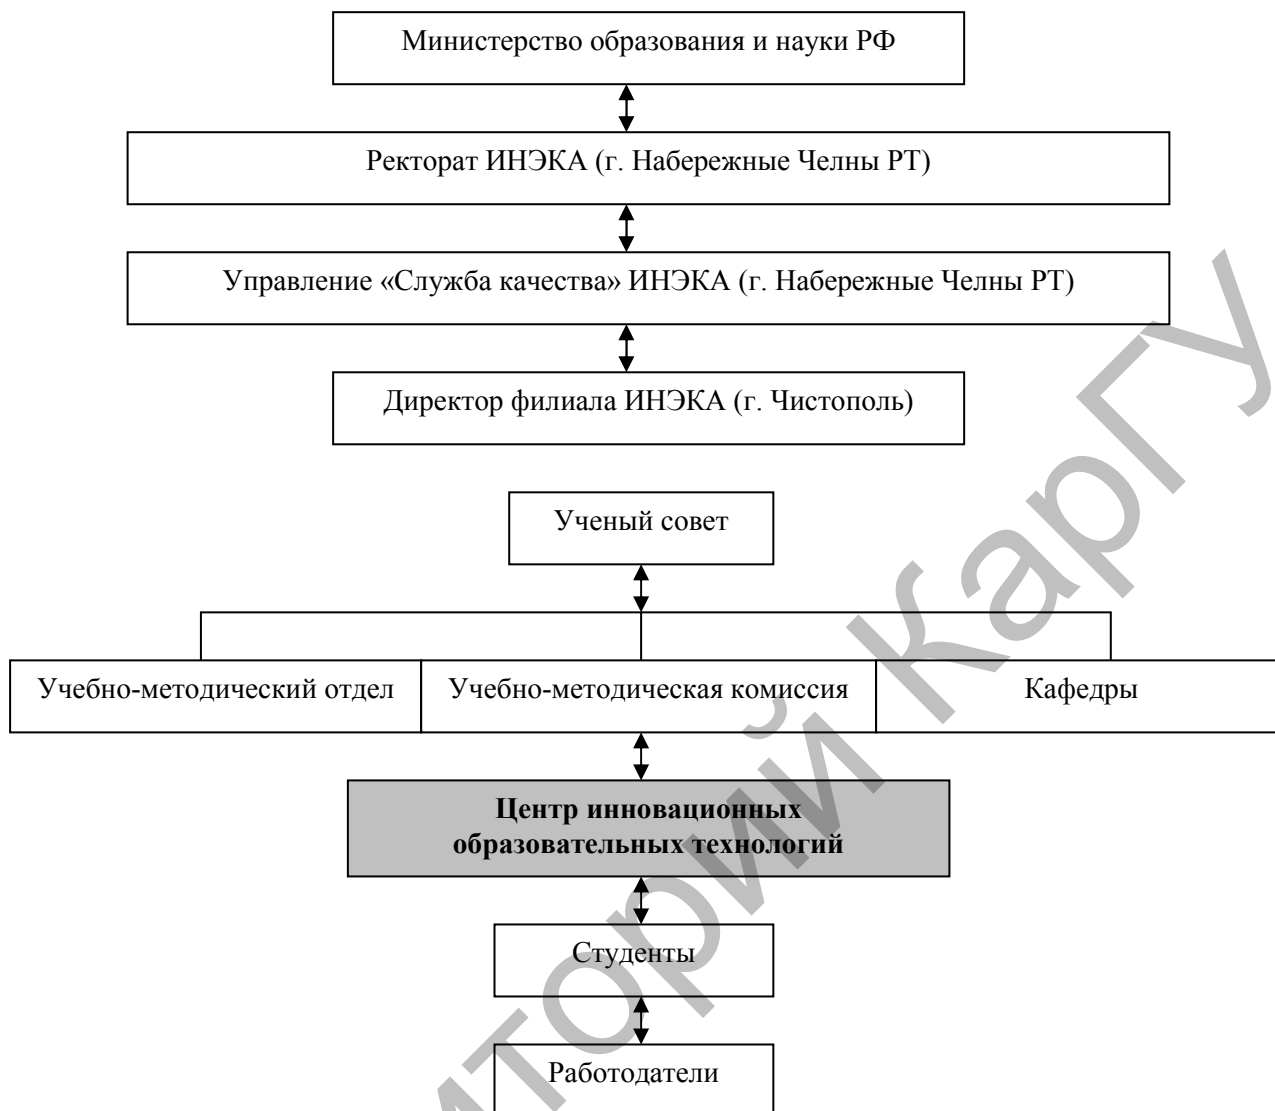 Министерство образования и науки РФ
Ректорат ИНЭКА (г. Набережные Челны РТ)
Управление «Служба качества» ИНЭКА (г. Набережные Челны РТ)
Директор филиала ИНЭКА (г. Чистополь)
Ученый совет
Учебно-методический отдел
Учебно-методическая комиссия
Кафедры
Центр инновационных
образовательных технологий
Студенты
Работодатели
КарГУ